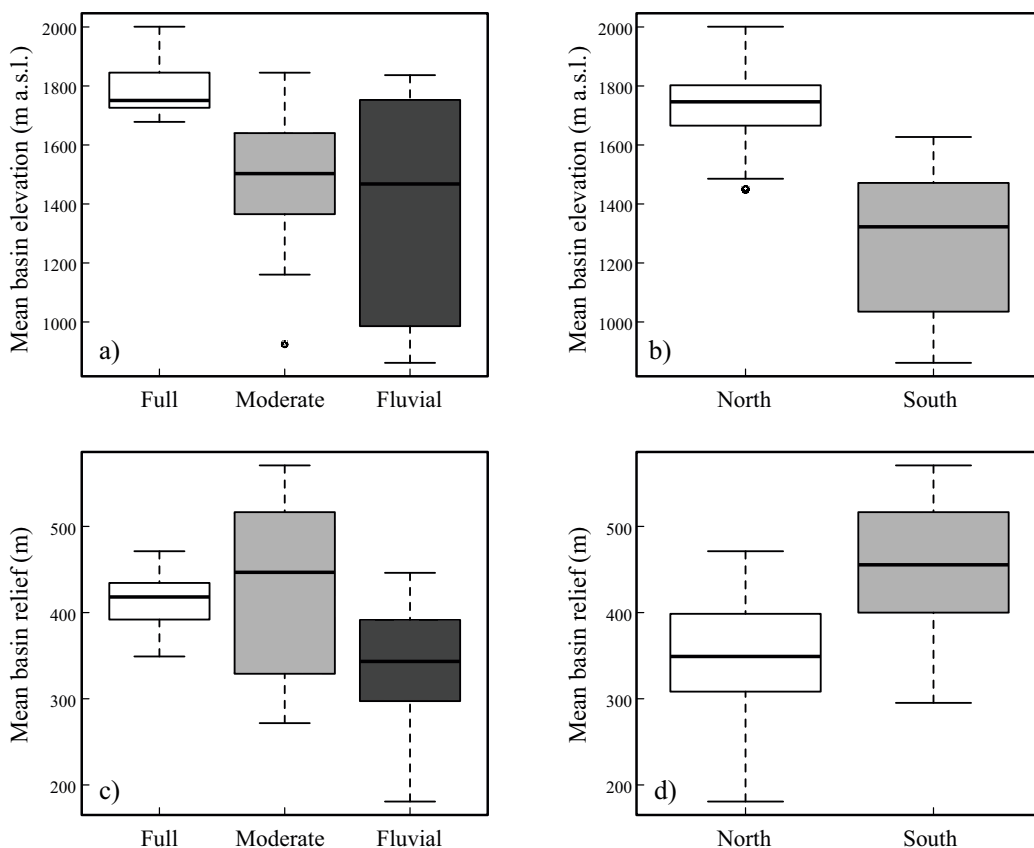 Mean basin elevation (m a.s.l.)
2000
1800
1600
1400
1200
1000
a)
Full Moderate Fluvial
Mean basin elevation (m a.s.l.)
2000
1800
1600
1400
1200
1000
b)
North South
Mean basin relief (m)
500
400
300
200
c)
Full Moderate Fluvial
Mean basin relief (m)
500
400
300
200
d)
North South